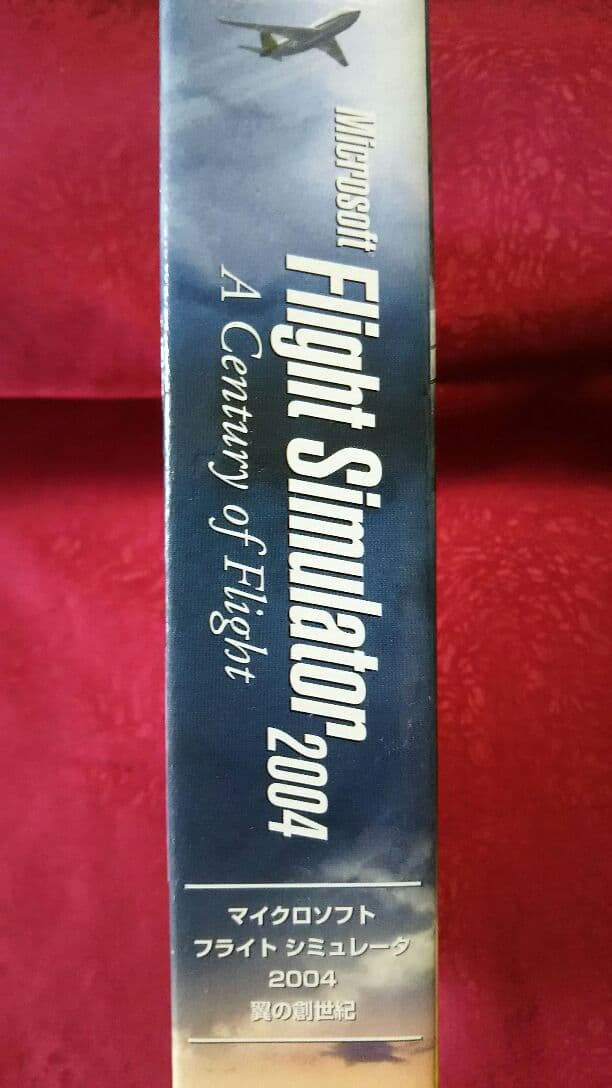 Microsoft
Flight Simulator 2004
A Century of Flight
マイクロソフト
フライト シミュレータ
2004
翼の創世紀